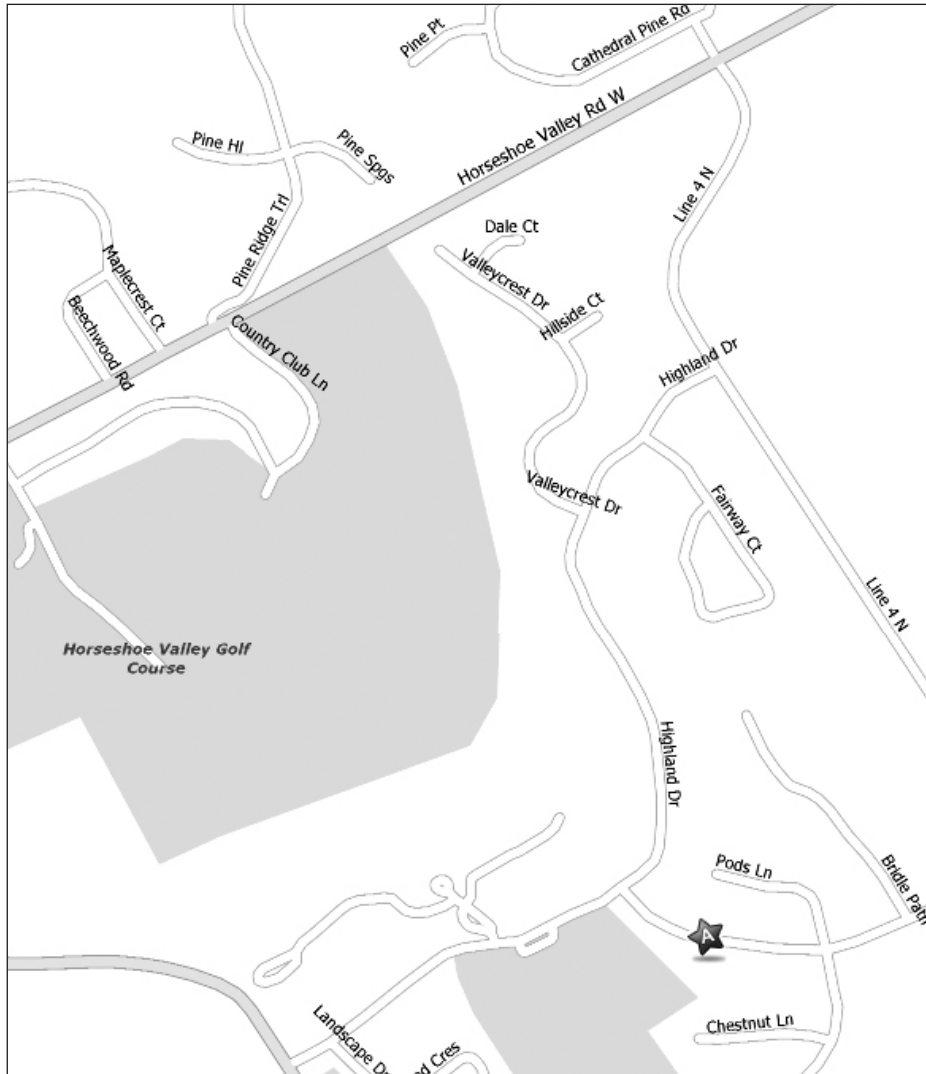 Pine Pt
Cathedral Pine Rd
Horseshoe Valley Rd W
Pine Hl
Pine Spgs
Line 4 N
Pine Ridge Trl
Dale Ct
Maplecrest Ct
Valleycrest Dr
Beechwood Rd
Country Club Ln
Hillside Ct
Highland Dr
Valleycrest Dr
Fairway Ct
Line 4 N
Horseshoe Valley Golf
Course
Highland Dr
Pods Ln
Bridle Path
A
Landscape Dr
Chestnut Ln
Cres